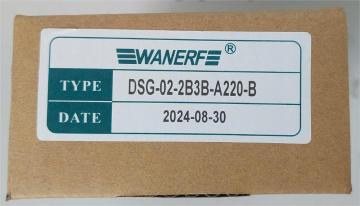 WANERF®
TYPE DSG-02-2B3B-A220-B
DATE 2024-08-30